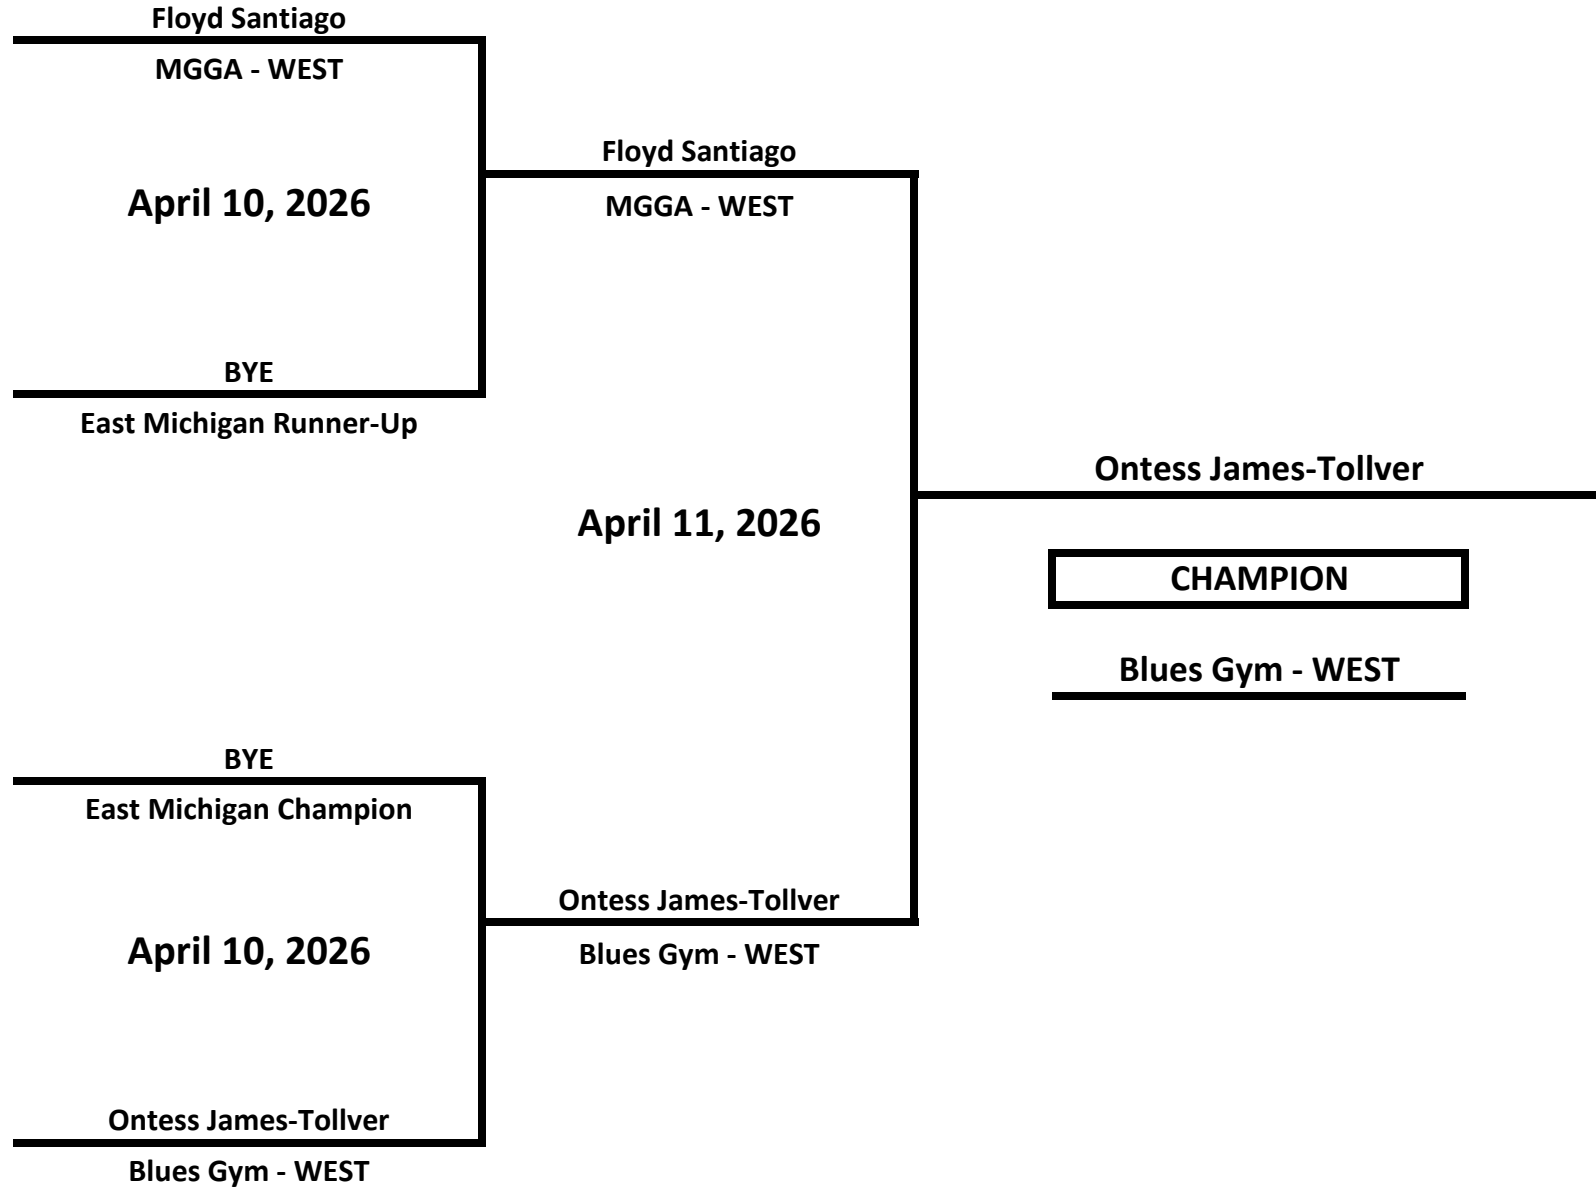 Floyd Santiago
MGGA - WEST
April 10, 2026
BYE
East Michigan Runner-Up
Floyd Santiago
MGGA - WEST
April 11, 2026
BYE
East Michigan Champion
April 10, 2026
Ontess James-Tollver
Blues Gym - WEST
Ontess James-Tollver
Blues Gym - WEST
Ontess James-Tollver
CHAMPION
Blues Gym - WEST